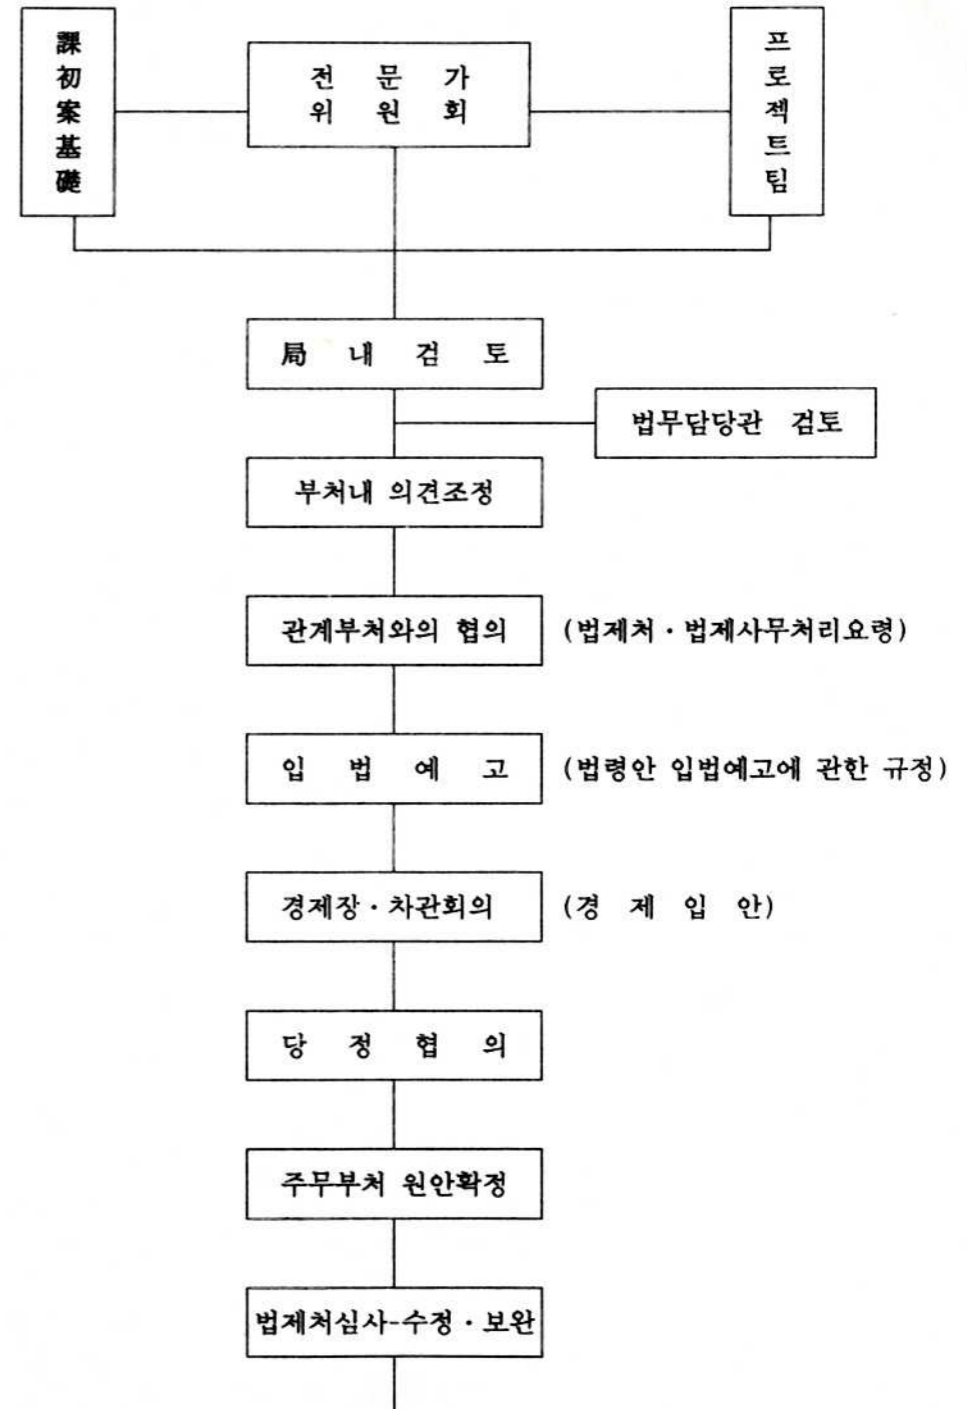 課初案基礎
전 문 가
위 원 회
프로젝트팀
局 내 검 토
법무담당관 검토
부처내 의견조정
관계부처와의 협의 (법제처·법제사무처리요령)
입 법 예 고 (법령안 입법예고에 관한 규정)
경제장·차관회의 (경 제 입 안)
당 정 협 의
주무부처 원안확정
법제처심사-수정·보완